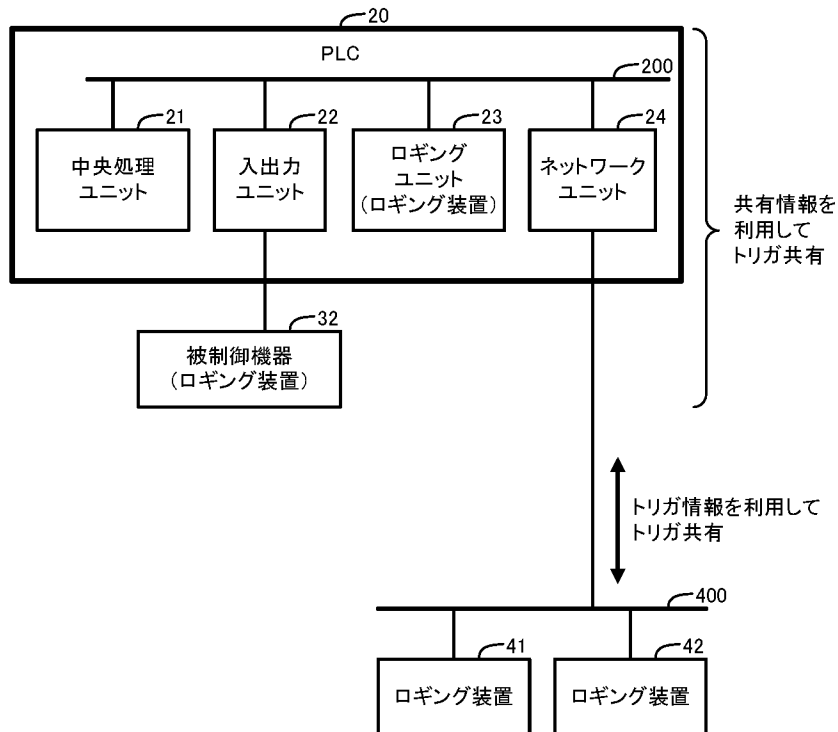 20
PLC
200
21
22
23
24
中央処理
ユニット
入出力
ユニット
ロギング
ユニット
(ロギング装置)
ネットワーク
ユニット
共有情報を
利用して
トリガ共有
32
被制御機器
(ロギング装置)
トリガ情報を利用して
トリガ共有
400
41
42
ロギング装置
ロギング装置